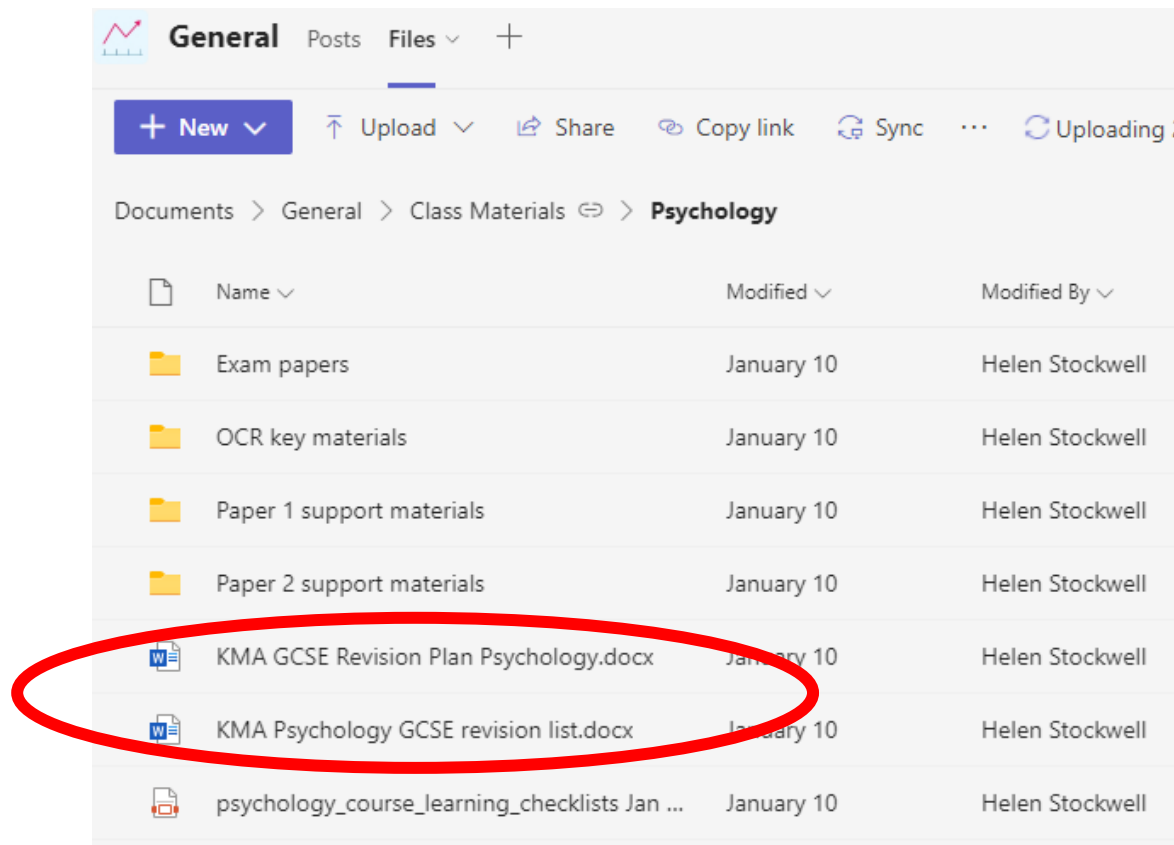 General Posts Files
New Upload Share Copy link Sync ... Uploading
Documents > General > Class Materials > Psychology
Name Modified Modified By
Exam papers January 10 Helen Stockwell
OCR key materials January 10 Helen Stockwell
Paper 1 support materials January 10 Helen Stockwell
Paper 2 support materials January 10 Helen Stockwell
KMA GCSE Revision Plan Psychology.docx January 10 Helen Stockwell
KMA Psychology GCSE revision list.docx January 10 Helen Stockwell
psychology_course_learning_checklists Jan ... January 10 Helen Stockwell